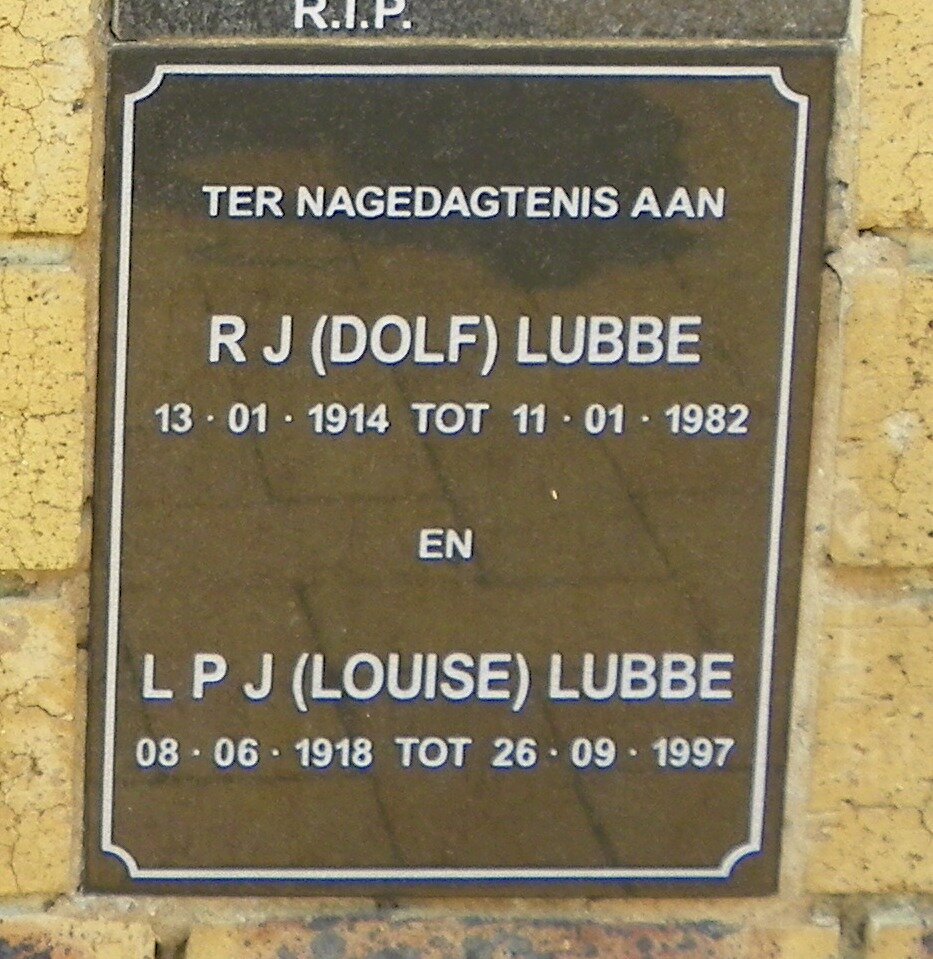 R.I.P.
TER NAGEDAGTENIS AAN
R J (DOLF) LUBBE
13 · 01 · 1914 TOT 11 · 01 · 1982
EN
L P J (LOUISE) LUBBE
08 · 06 · 1918 TOT 26 · 09 · 1997